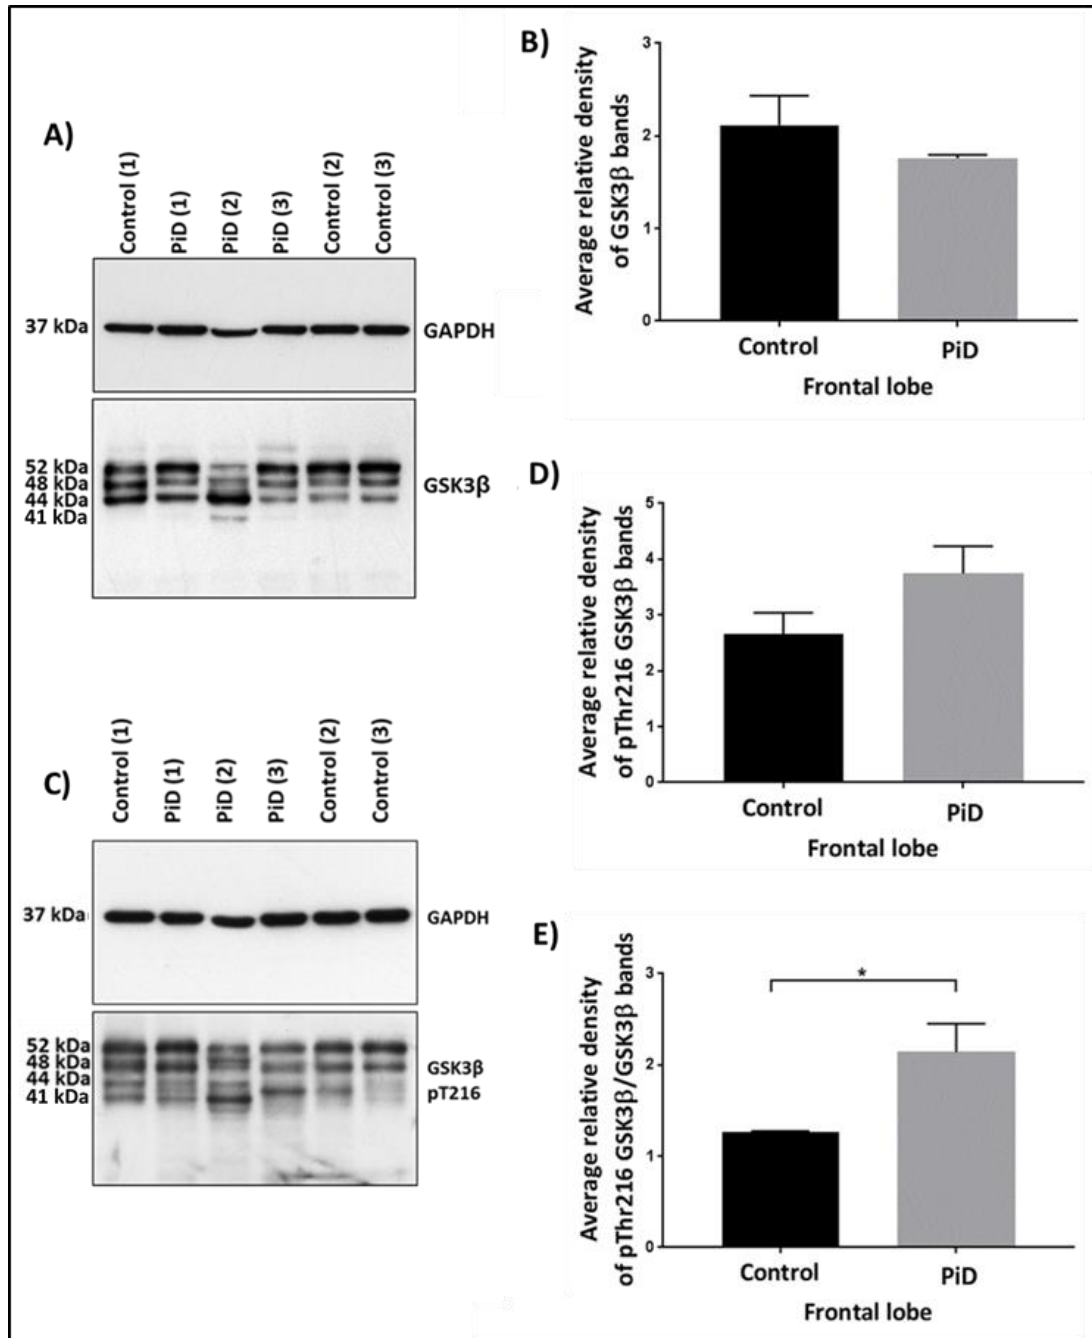 A)
Control (1)
PiD (1)
PiD (2)
PiD (3)
Control (2)
Control (3)
37 kDa
GAPDH
52 kDa
48 kDa
44 kDa
41 kDa
GSK3β
B)
Average relative density
of GSK3β bands
3
2
1
0
Control
PiD
Frontal lobe
C)
Control (1)
PiD (1)
PiD (2)
PiD (3)
Control (2)
Control (3)
37 kDa
GAPDH
52 kDa
48 kDa
44 kDa
41 kDa
GSK3β
pT216
D)
Average relative density
of pThr216 GSK3β bands
5
4
3
2
1
0
Control
PiD
Frontal lobe
E)
Average relative density
of pThr216 GSK3β/GSK3β bands
3
2
1
0
*
Control
PiD
Frontal lobe